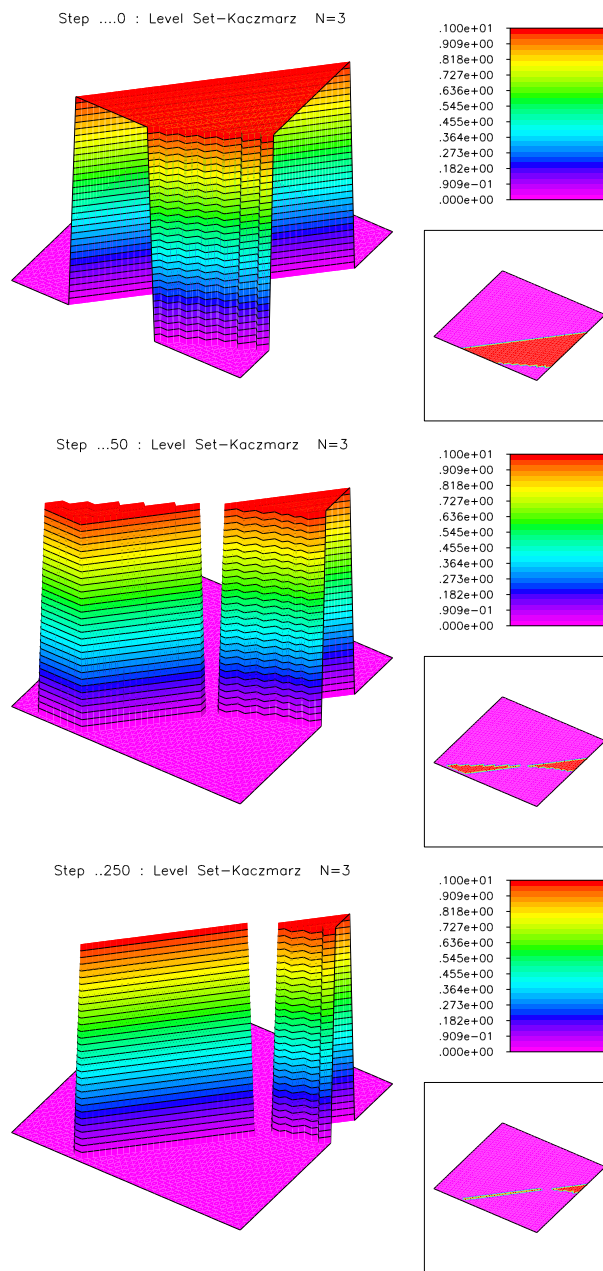 Step ....0 : Level Set-Kaczmarz N=3
.100e+01
.909e+00
.818e+00
.727e+00
.636e+00
.545e+00
.455e+00
.364e+00
.273e+00
.182e+00
.909e-01
.000e+00
Step ...50 : Level Set-Kaczmarz N=3
.100e+01
.909e+00
.818e+00
.727e+00
.636e+00
.545e+00
.455e+00
.364e+00
.273e+00
.182e+00
.909e-01
.000e+00
Step ..250 : Level Set-Kaczmarz N=3
.100e+01
.909e+00
.818e+00
.727e+00
.636e+00
.545e+00
.455e+00
.364e+00
.273e+00
.182e+00
.909e-01
.000e+00